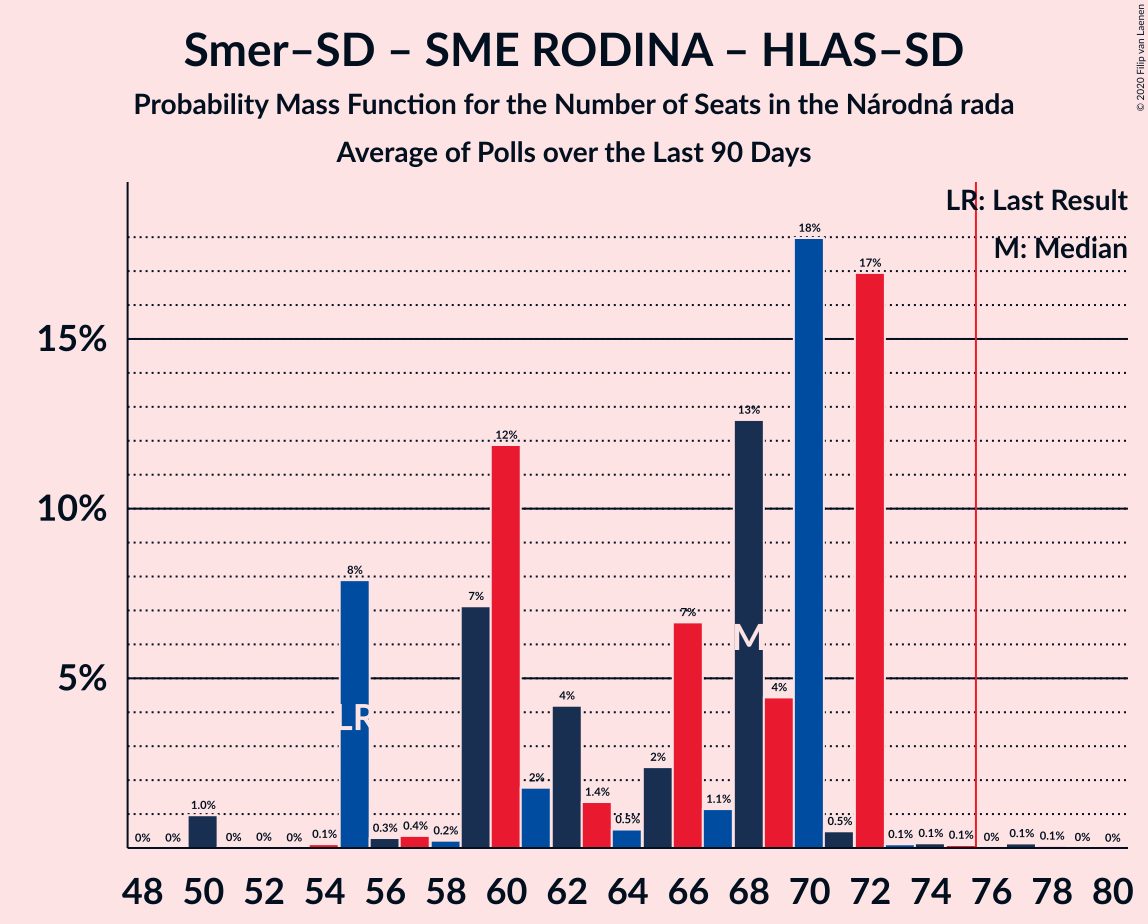 Smer–SD – SME RODINA – HLAS–SD
Probability Mass Function for the Number of Seats in the Národná rada
Average of Polls over the Last 90 Days
© 2020 Filip van Laenen
LR: Last Result
M: Median
15%
10%
5%
0% 0% 1.0% 0% 0% 0% 0.1% 8% 0.3% 0.4% 0.2% 7% 12% 2% 4% 1.4% 0.5% 2% 7% 1.1% 13% 4% 18% 0.5% 17% 0.1% 0.1% 0.1% 0% 0.1% 0.1% 0% 0%
LR
M
48 50 52 54 56 58 60 62 64 66 68 70 72 74 76 78 80